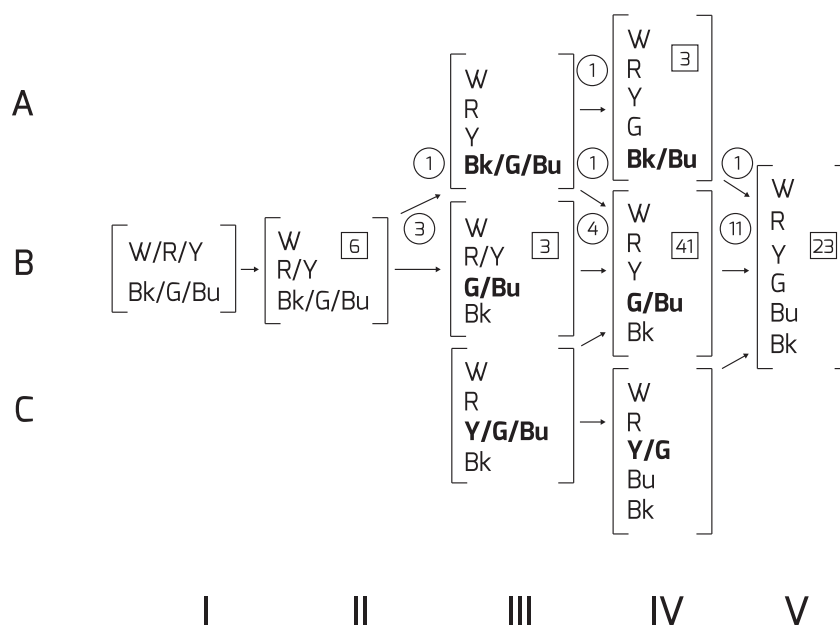 A
B
C
W/R/Y
Bk/G/Bu
W
R/Y
Bk/G/Bu
6
1
3
W
R
Y
Bk/G/Bu
W
R/Y
G/Bu
Bk
3
W
R
Y/G/Bu
Bk
1
1
4
W
R
Y
G
Bk/Bu
3
W
R
Y
G/Bu
Bk
41
W
R
Y/G
Bu
Bk
1
11
W
R
Y
G
Bu
Bk
23
I II III IV V